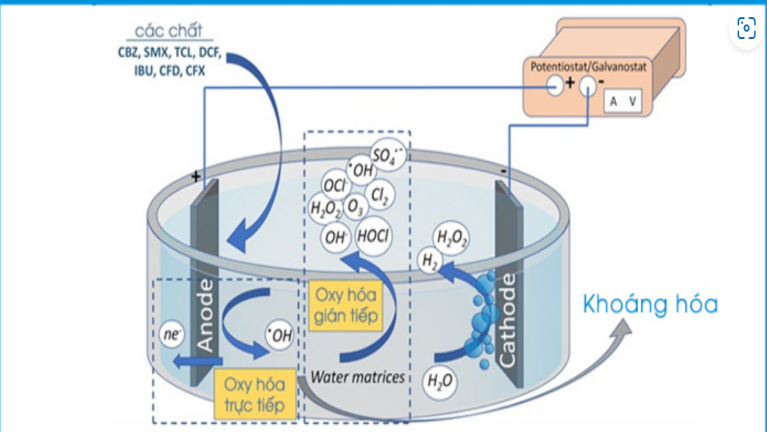 các chất
CBZ, SMX, TCL, DCF,
IBU, CFD, CFX
Potentiostat/Galvanostat
+ -
A V
+
-
SO₄˙⁻
˙OH
OCl⁻
Cl₂
H₂O₂
O₃
OH⁻
HOCl
H₂O₂
H₂
Anode
Cathode
Oxy hóa
gián tiếp
Khoáng hóa
ne⁻
˙OH
Water matrices
H₂O
Oxy hóa
trực tiếp